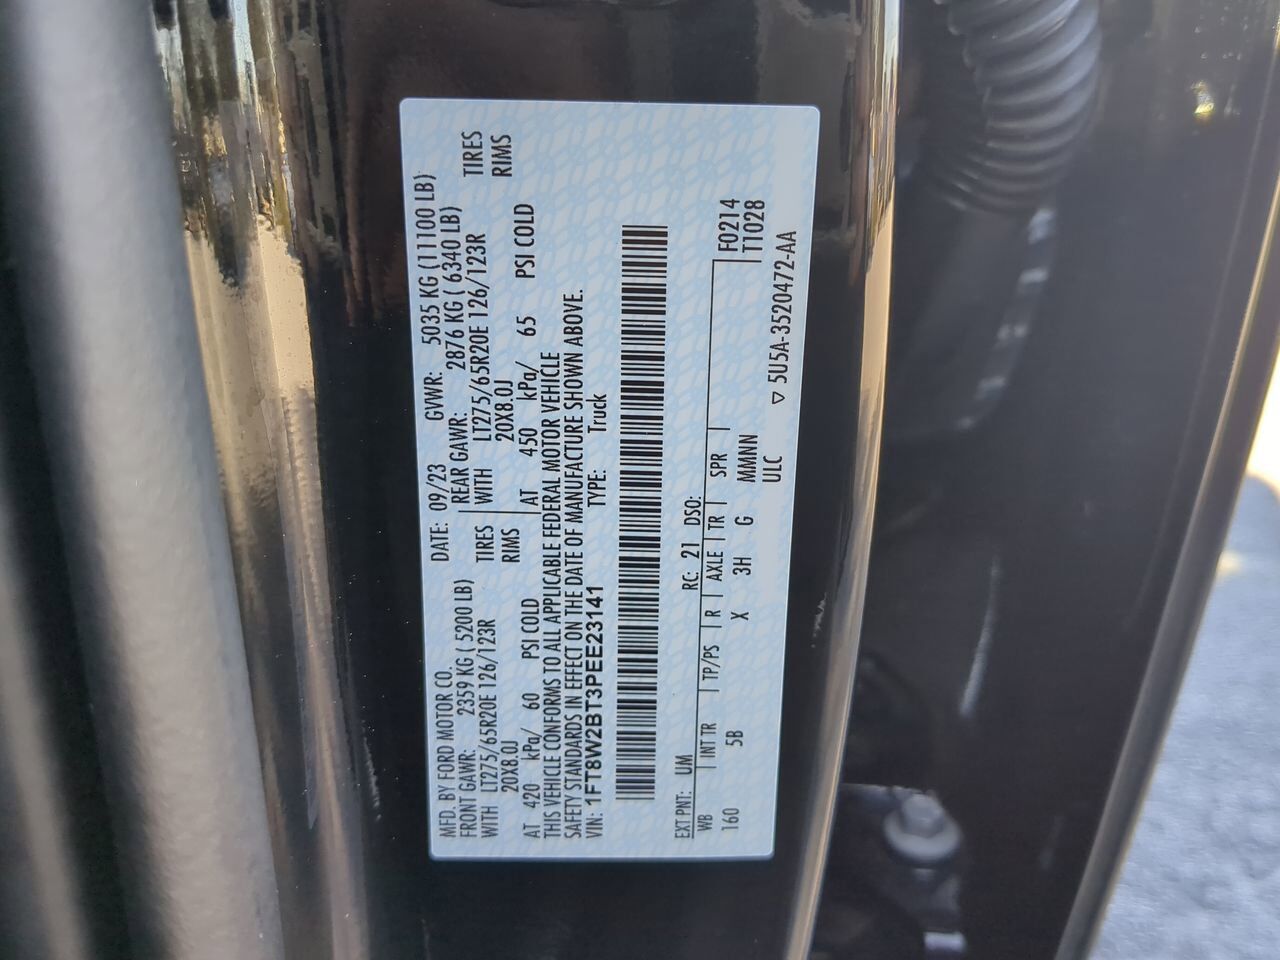 MFD. BY FORD MOTOR CO. DATE: 09/23 GVWR: 5035 KG (11100 LB)
FRONT GAWR: 2359 KG ( 5200 LB) REAR GAWR: 2876 KG ( 6340 LB)
WITH LT275/65R20E 126/123R TIRES WITH LT275/65R20E 126/123R TIRES
20X8.0J RIMS 20X8.0J RIMS
AT 420 kPa/ 60 PSI COLD AT 450 kPa/ 65 PSI COLD
THIS VEHICLE CONFORMS TO ALL APPLICABLE FEDERAL MOTOR VEHICLE
SAFETY STANDARDS IN EFFECT ON THE DATE OF MANUFACTURE SHOWN ABOVE.
VIN: 1FT8W2BT3PEE23141 TYPE: Truck
EXT PNT: UM RC: 21 DSO:
WB INT TR TP/PS R AXLE TR SPR F0214
160 5B X 3H G MMNN T1028
ULC
▽ 5U5A-3520472-AA